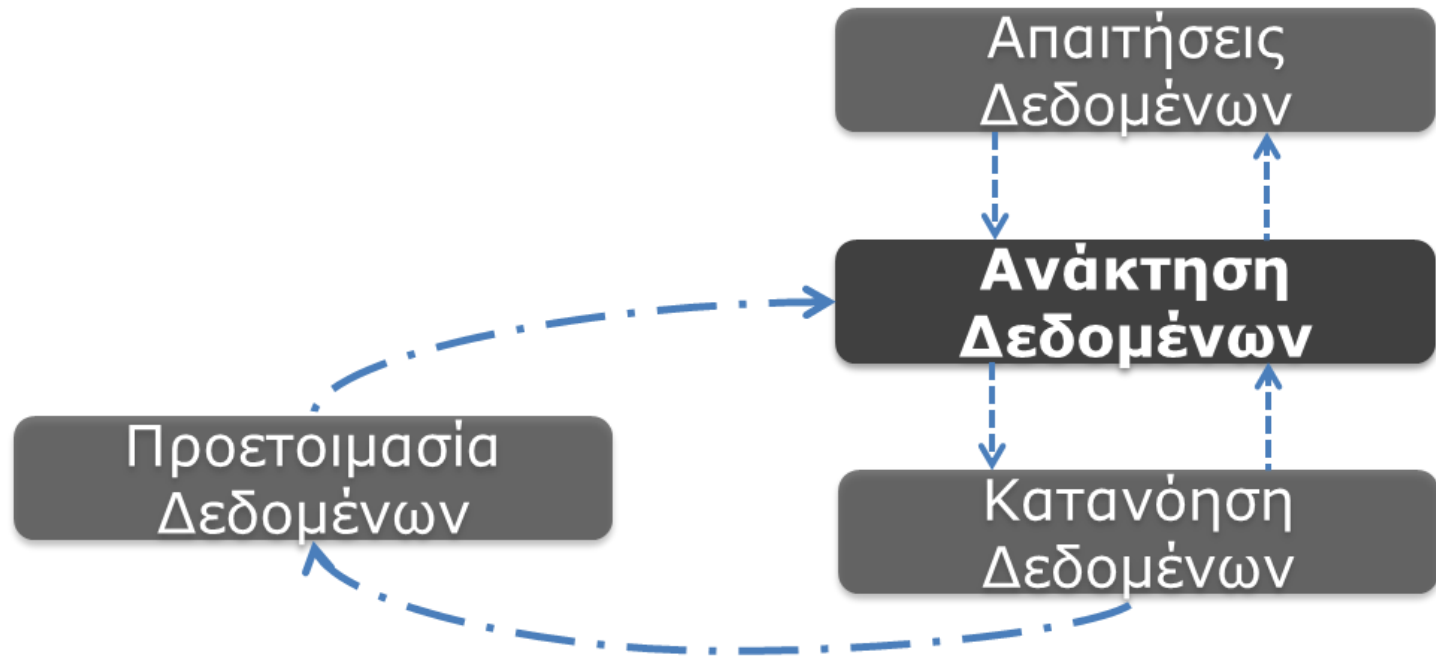 Απαιτήσεις
Δεδομένων
Ανάκτηση
Δεδομένων
Προετοιμασία
Δεδομένων
Κατανόηση
Δεδομένων